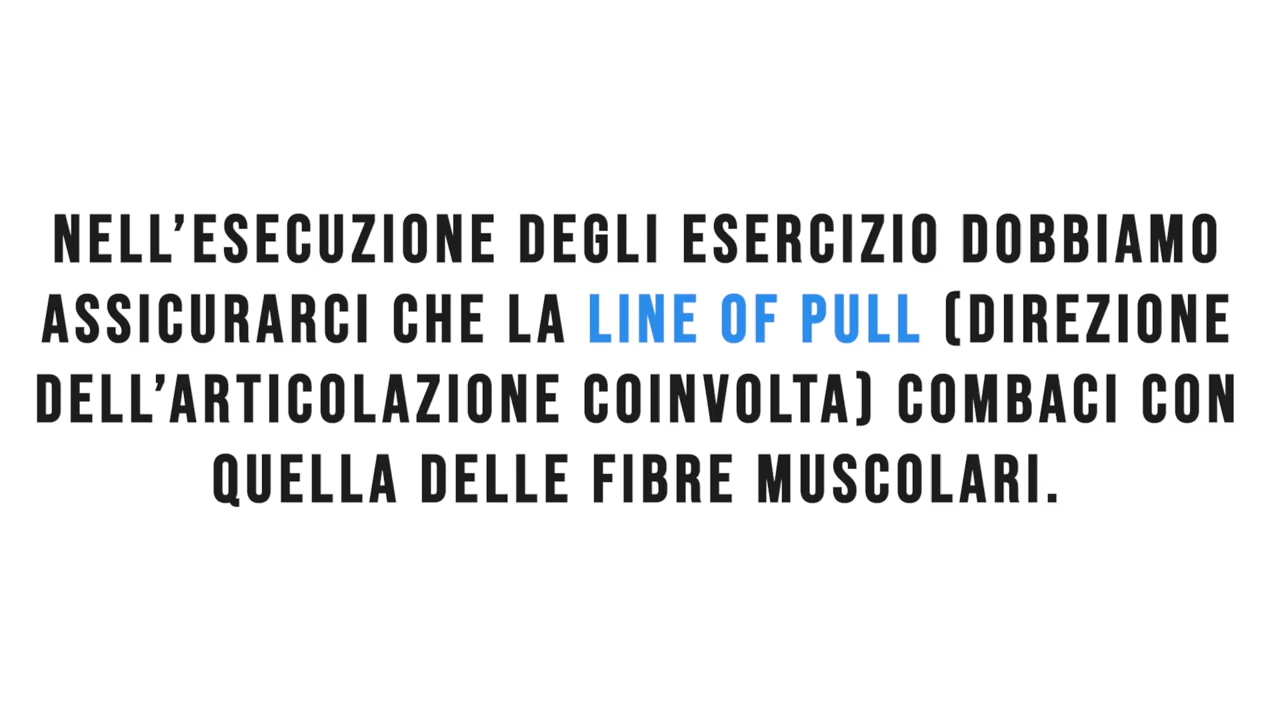 NELL'ESECUZIONE DEGLI ESERCIZIO DOBBIAMO
ASSICURARCI CHE LA LINE OF PULL (DIREZIONE
DELL'ARTICOLAZIONE COINVOLTA) COMBACI CON
QUELLA DELLE FIBRE MUSCOLARI.